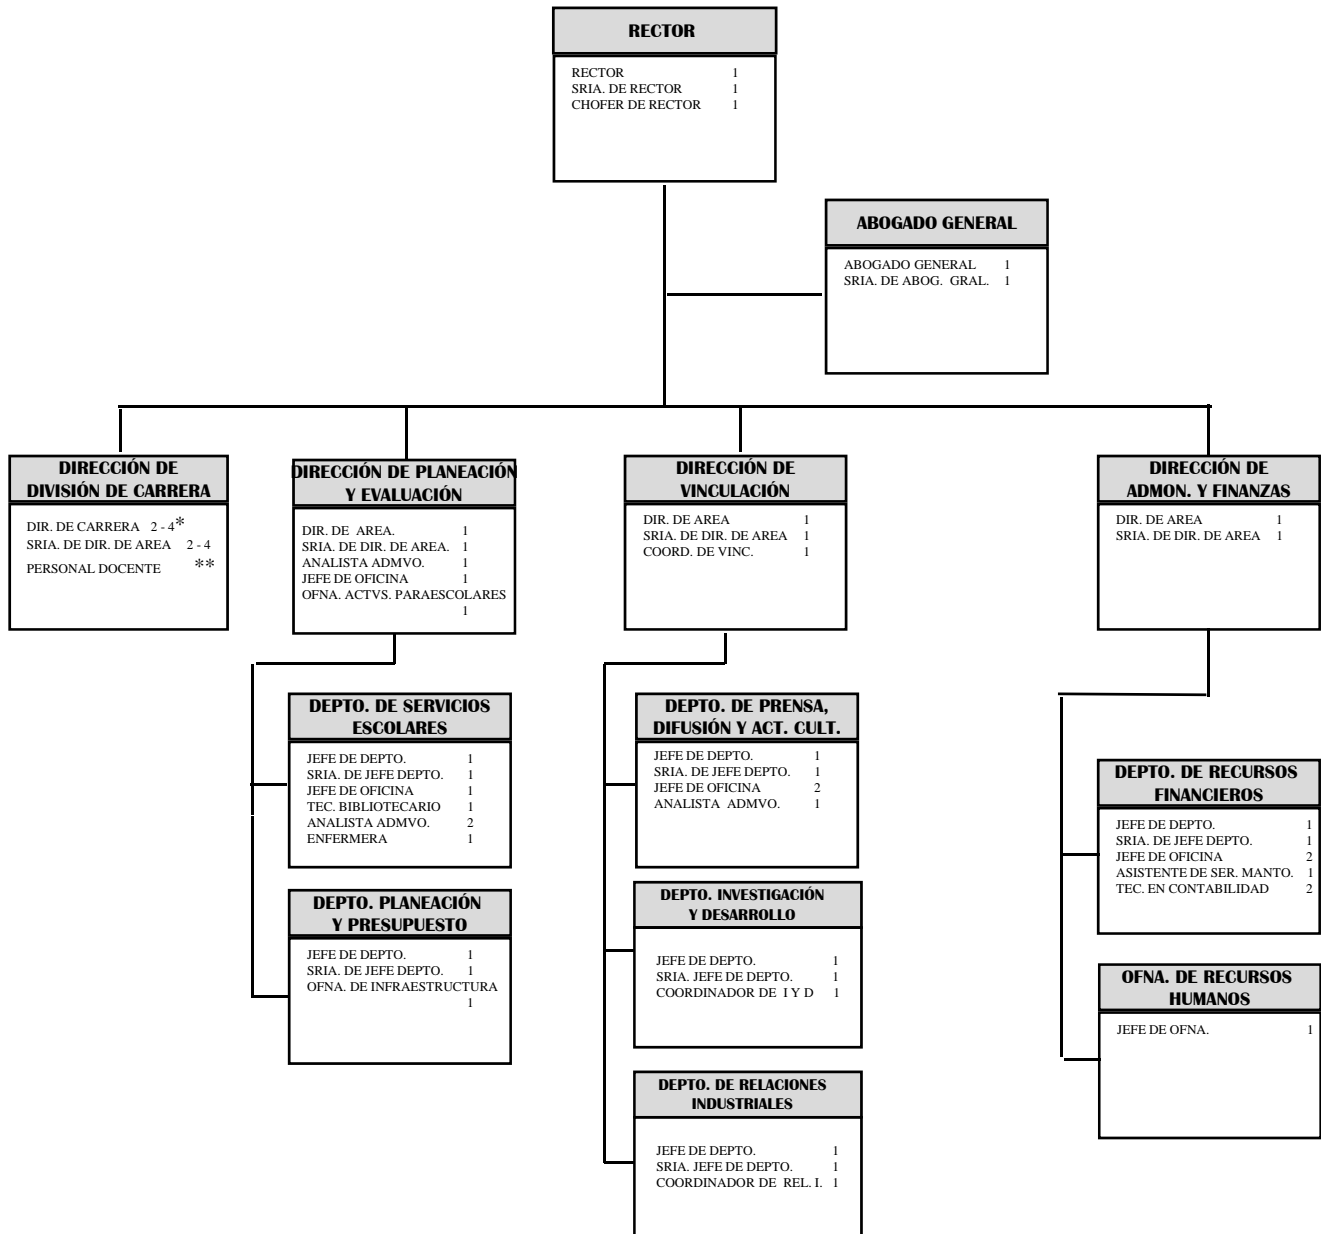 RECTOR
RECTOR 1
SRIA. DE RECTOR 1
CHOFER DE RECTOR 1
ABOGADO GENERAL
ABOGADO GENERAL 1
SRIA. DE ABOG. GRAL. 1
DIRECCIÓN DE
DIVISIÓN DE CARRERA
DIR. DE CARRERA 2 - 4*
SRIA. DE DIR. DE AREA 2 - 4
PERSONAL DOCENTE **
DIRECCIÓN DE PLANEACIÓN
Y EVALUACIÓN
DIR. DE AREA. 1
SRIA. DE DIR. DE AREA. 1
ANALISTA ADMVO. 1
JEFE DE OFICINA 1
OFNA. ACTVS. PARAESCOLARES
1
DIRECCIÓN DE
VINCULACIÓN
DIR. DE AREA 1
SRIA. DE DIR. DE AREA 1
COORD. DE VINC. 1
DIRECCIÓN DE
ADMON. Y FINANZAS
DIR. DE AREA 1
SRIA. DE DIR. DE AREA 1
DEPTO. DE SERVICIOS
ESCOLARES
JEFE DE DEPTO. 1
SRIA. DE JEFE DEPTO. 1
JEFE DE OFICINA 1
TEC. BIBLIOTECARIO 1
ANALISTA ADMVO. 2
ENFERMERA 1
DEPTO. PLANEACIÓN
Y PRESUPUESTO
JEFE DE DEPTO. 1
SRIA. DE JEFE DEPTO. 1
OFNA. DE INFRAESTRUCTURA
1
DEPTO. DE PRENSA,
DIFUSIÓN Y ACT. CULT.
JEFE DE DEPTO. 1
SRIA. DE JEFE DEPTO. 1
JEFE DE OFICINA 2
ANALISTA ADMVO. 1
DEPTO. INVESTIGACIÓN
Y DESARROLLO
JEFE DE DEPTO. 1
SRIA. JEFE DE DEPTO. 1
COORDINADOR DE I Y D 1
DEPTO. DE RELACIONES
INDUSTRIALES
JEFE DE DEPTO. 1
SRIA. JEFE DE DEPTO. 1
COORDINADOR DE REL. I. 1
DEPTO. DE RECURSOS
FINANCIEROS
JEFE DE DEPTO. 1
SRIA. DE JEFE DEPTO. 1
JEFE DE OFICINA 2
ASISTENTE DE SER. MANTO. 1
TEC. EN CONTABILIDAD 2
OFNA. DE RECURSOS
HUMANOS
JEFE DE OFNA. 1